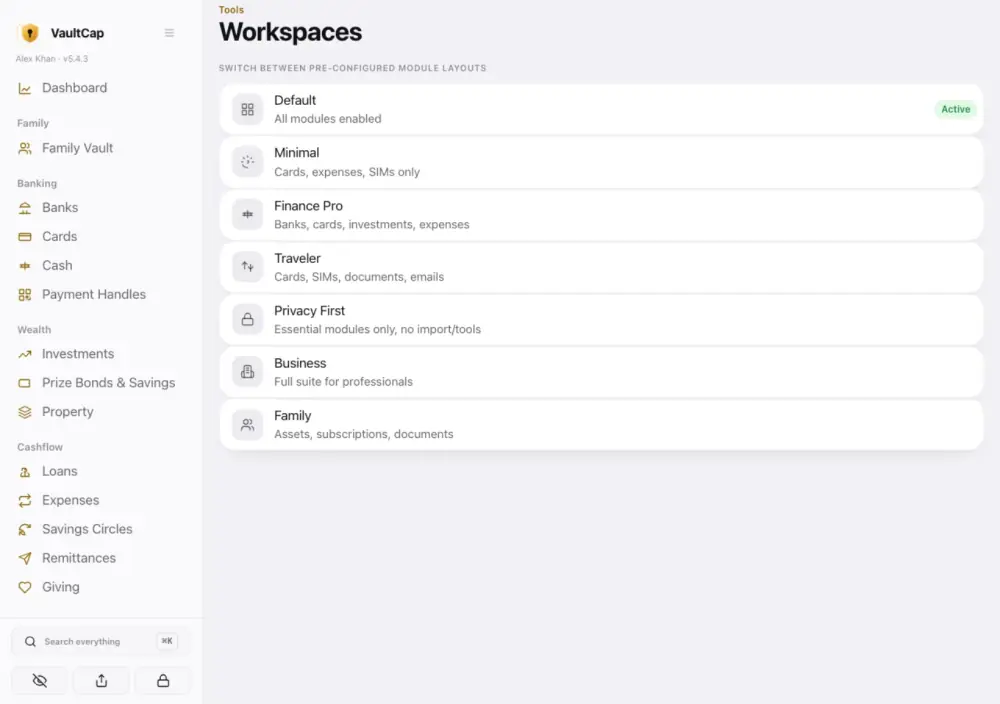 VaultCap
Alex Khan · v5.4.3
Dashboard
Family
Family Vault
Banking
Banks
Cards
Cash
Payment Handles
Wealth
Investments
Prize Bonds & Savings
Property
Cashflow
Loans
Expenses
Savings Circles
Remittances
Giving
Search everything
⌘K
Tools
Workspaces
SWITCH BETWEEN PRE-CONFIGURED MODULE LAYOUTS
Default
All modules enabled
Active
Minimal
Cards, expenses, SIMs only
Finance Pro
Banks, cards, investments, expenses
Traveler
Cards, SIMs, documents, emails
Privacy First
Essential modules only, no import/tools
Business
Full suite for professionals
Family
Assets, subscriptions, documents